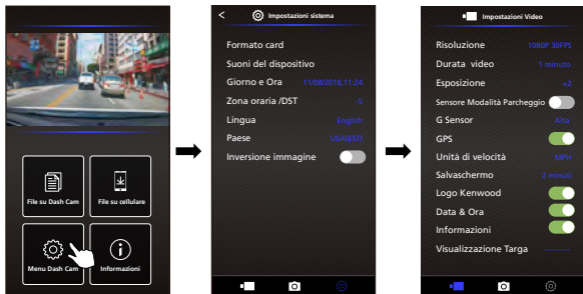 File su Dash Cam
File su cellulare
Menu Dash Cam
Informazioni
< Impostazioni sistema
Formato card
Suoni del dispositivo
Giorno e Ora 11/08/2018,11:24
Zona oraria /DST -5
Lingua English
Paese USA(EST)
Inversione immagine
Impostazioni Video
Risoluzione 1080P 30FPS
Durata video 1 minuto
Esposizione +2
Sensore Modalità Parcheggio
G Sensor Alta
GPS
Unità di velocità MPH
Salvaschermo 2 minuti
Logo Kenwood
Data & Ora
Informazioni
Visualizzazione Targa ------